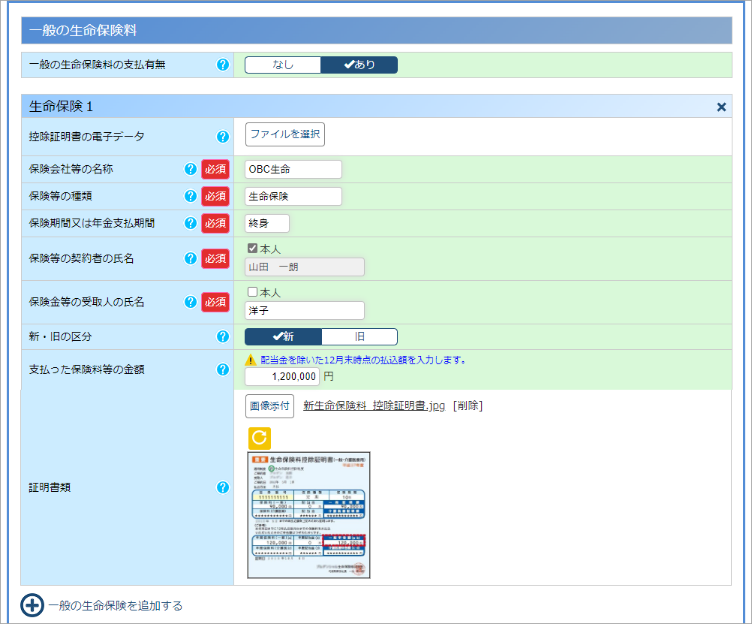 一般の生命保険料
一般の生命保険料の支払有無 ? なし ✔あり
生命保険 1 ×
控除証明書の電子データ ? ファイルを選択
保険会社等の名称 ? 必須 OBC生命
保険等の種類 ? 必須 生命保険
保険期間又は年金支払期間 ? 必須 終身
保険等の契約者の氏名 ? 必須 本人
山田 一朗
保険金等の受取人の氏名 ? 必須 本人
洋子
新・旧の区分 ? ✔新 旧
配当金を除いた12月末時点の払込額を入力します。
支払った保険料等の金額 ? 1,200,000 円
画像添付 新生命保険料_控除証明書.jpg [削除]
生命保険料控除証明書
証明書類 ?
一般の生命保険を追加する